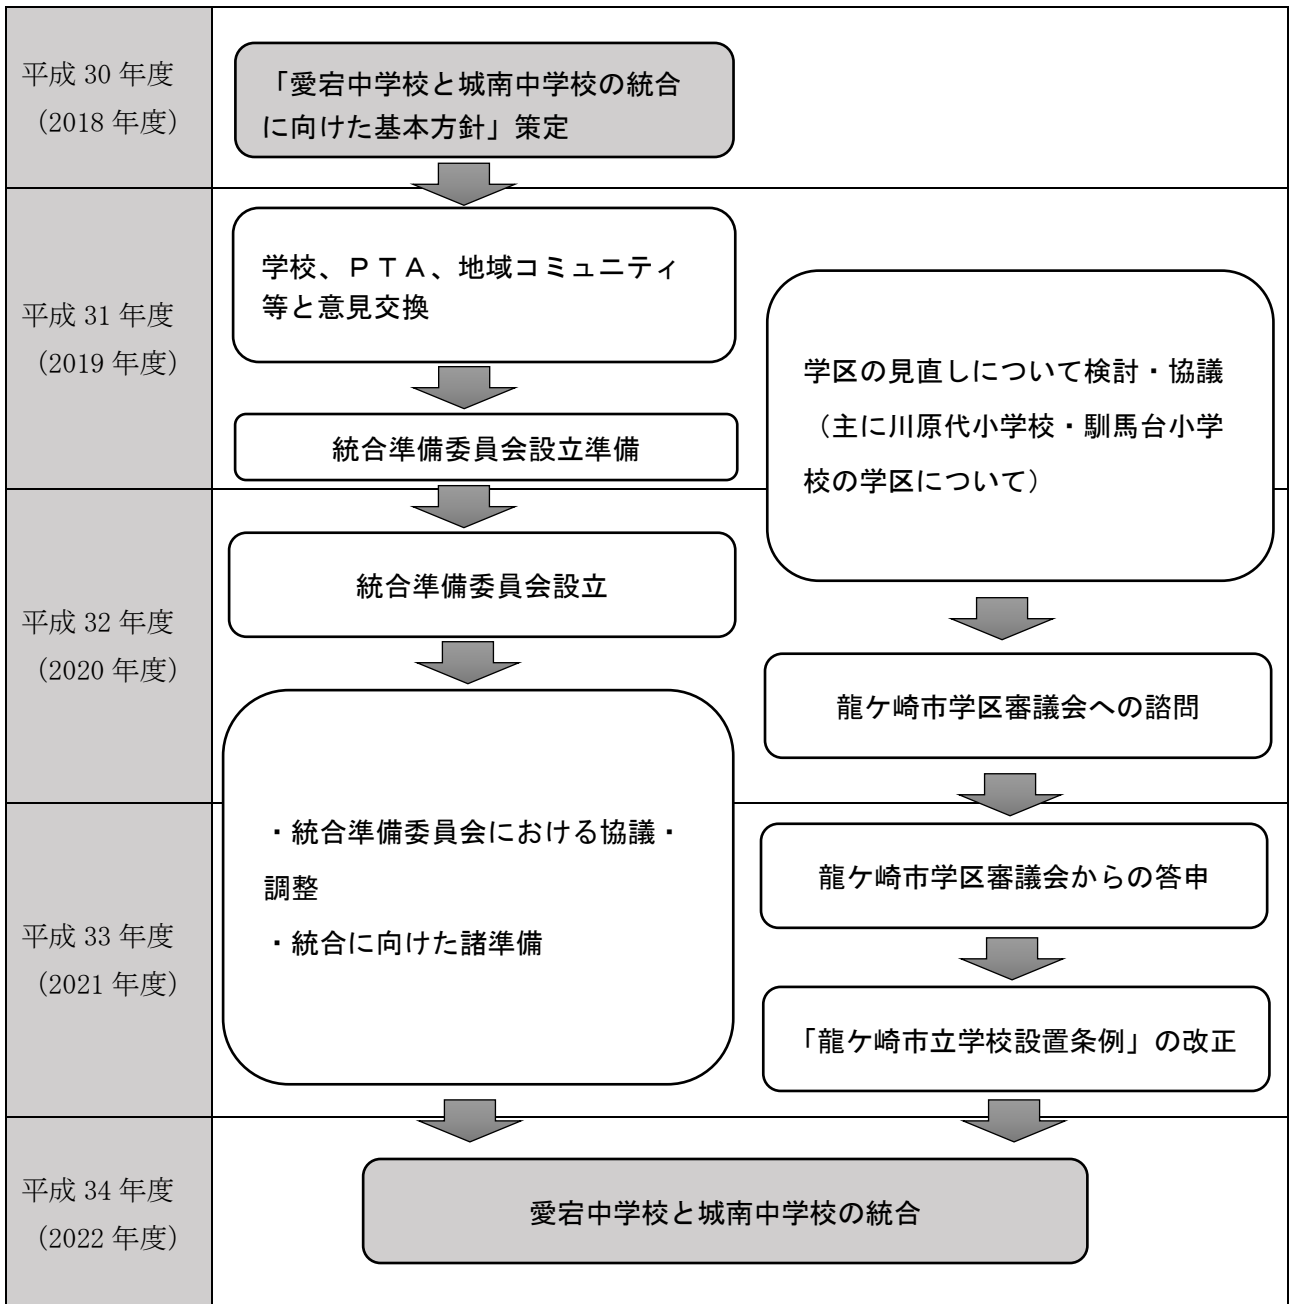 平成 30 年度
（2018 年度）
「愛宕中学校と城南中学校の統合
に向けた基本方針」策定
平成 31 年度
（2019 年度）
学校、ＰＴＡ、地域コミュニティ
等と意見交換
統合準備委員会設立準備
学区の見直しについて検討・協議
（主に川原代小学校・馴馬台小学
校の学区について）
平成 32 年度
（2020 年度）
統合準備委員会設立
龍ケ崎市学区審議会への諮問
・統合準備委員会における協議・
調整
・統合に向けた諸準備
平成 33 年度
（2021 年度）
龍ケ崎市学区審議会からの答申
「龍ケ崎市立学校設置条例」の改正
平成 34 年度
（2022 年度）
愛宕中学校と城南中学校の統合